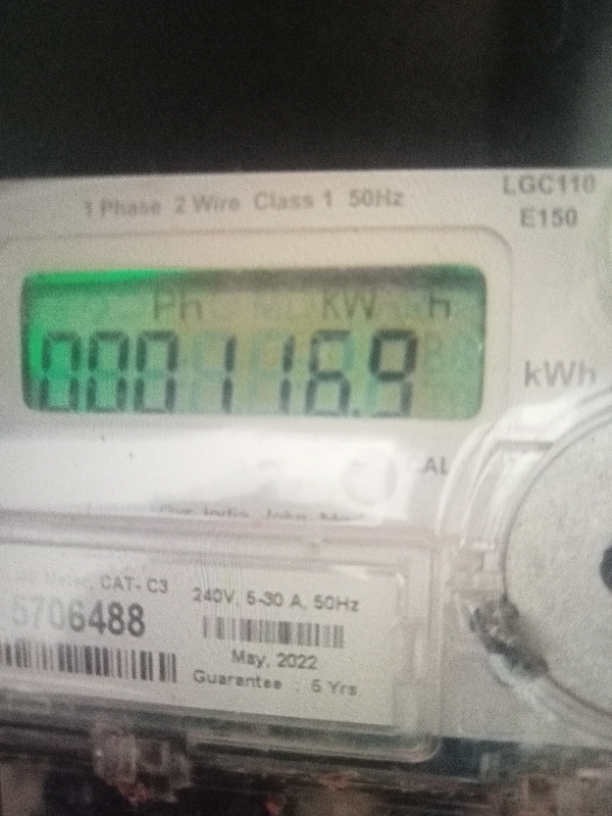 LGC110
1 Phase 2 Wire Class 1 50Hz
E150
Ph kW h
000116.9
kWh
CAL
Meter, CAT- C3
240V, 5-30 A, 50Hz
5706488
May, 2022
Guarantee : 5 Yrs